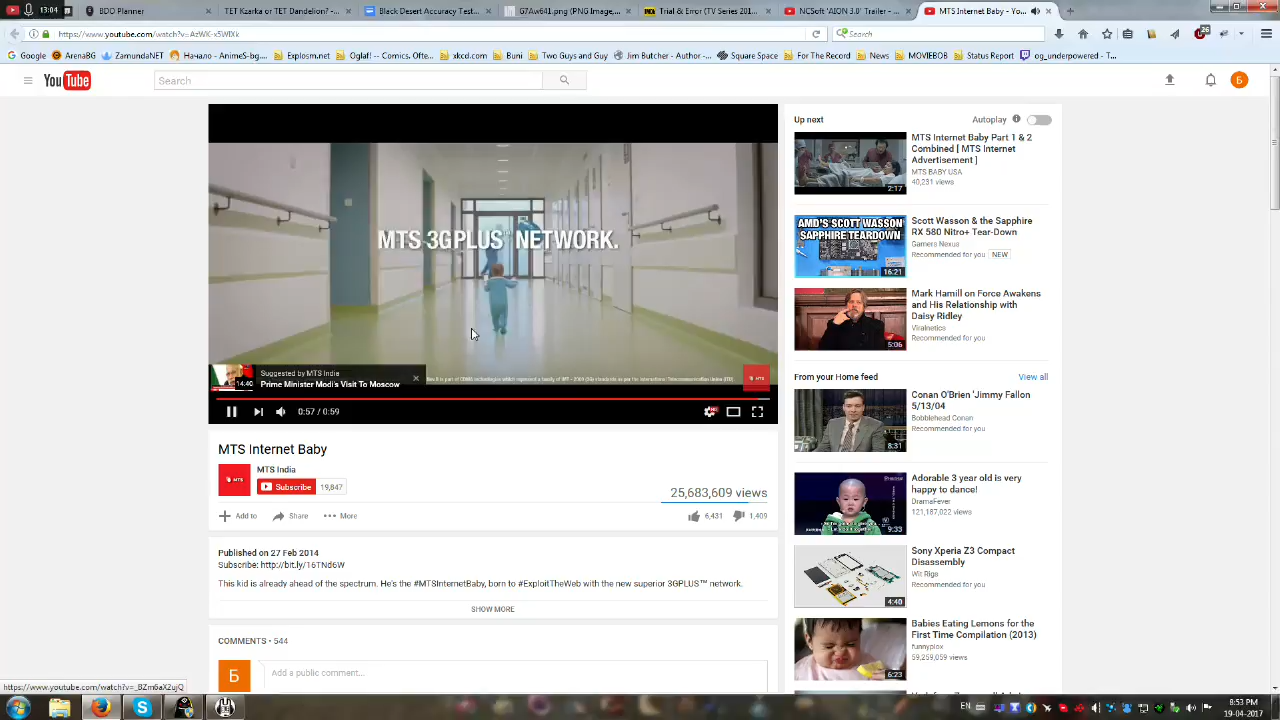 BDO Planner
TET Kzarka or TET Dandelion? -
Black Desert Accuracy Test
G7Aw641.png (PNG Image,
Trial & Error (TV Series 201
NCSoft 'AION 3.0' Trailer -
MTS Internet Baby - Yo
https://www.youtube.com/watch?v=AzWK-x5WIXk
Search
26
Google
ArenaBG
ZamundaNET
Начало - AnimeS-bg
Explosm.net
Oglaf! -- Comics. Ofte...
xkcd.com
Buni
Two Guys and Guy
Jim Butcher - Author...
Square Space
For The Record
News
MOVIEBOB
Status Report
og_underpowered - T...
YouTube
Search
Б
MTS 3GPLUS™ NETWORK.
14:40
Suggested by MTS India
Prime Minister Modi's Visit To Moscow
MTS
0:57 / 0:59
MTS Internet Baby
MTS
MTS India
Subscribe
19,847
25,683,609 views
Add to
Share
More
6,431
1,409
Published on 27 Feb 2014
Subscribe: http://bit.ly/16TNd6W
This kid is already ahead of the spectrum. He's the #MTSInternetBaby, born to #ExploitTheWeb with the new superior 3GPLUS™ network.
SHOW MORE
COMMENTS • 544
Б
Add a public comment...
Up next
Autoplay
2:17
MTS Internet Baby Part 1 & 2
Combined [ MTS Internet
Advertisement ]
MTS BABY USA
40,231 views
AMD'S SCOTT WASSON
SAPPHIRE TEARDOWN
16:21
Scott Wasson & the Sapphire
RX 580 Nitro+ Tear-Down
Gamers Nexus
Recommended for you
NEW
5:06
Mark Hamill on Force Awakens
and His Relationship with
Daisy Ridley
Viralnetics
Recommended for you
From your Home feed
View all
8:31
Conan O'Brien 'Jimmy Fallon
5/13/04
Bobblehead Conan
Recommended for you
9:33
Adorable 3 year old is very
happy to dance!
DramaFever
121,187,022 views
4:40
Sony Xperia Z3 Compact
Disassembly
Wit Rigs
Recommended for you
6:23
Babies Eating Lemons for the
First Time Compilation (2013)
funnyplox
59,259,059 views
https://www.youtube.com/watch?v=_BZm6aX2ujQ
EN
8:53 PM
19-04-2017